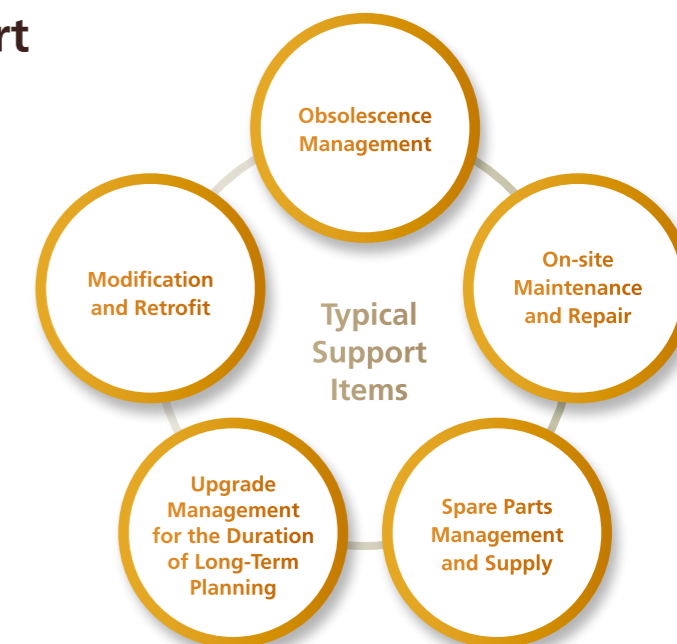 rt
Obsolescence
Management
On-site
Maintenance
and Repair
Spare Parts
Management
and Supply
Upgrade
Management
for the Duration
of Long-Term
Planning
Modification
and Retrofit
Typical
Support
Items